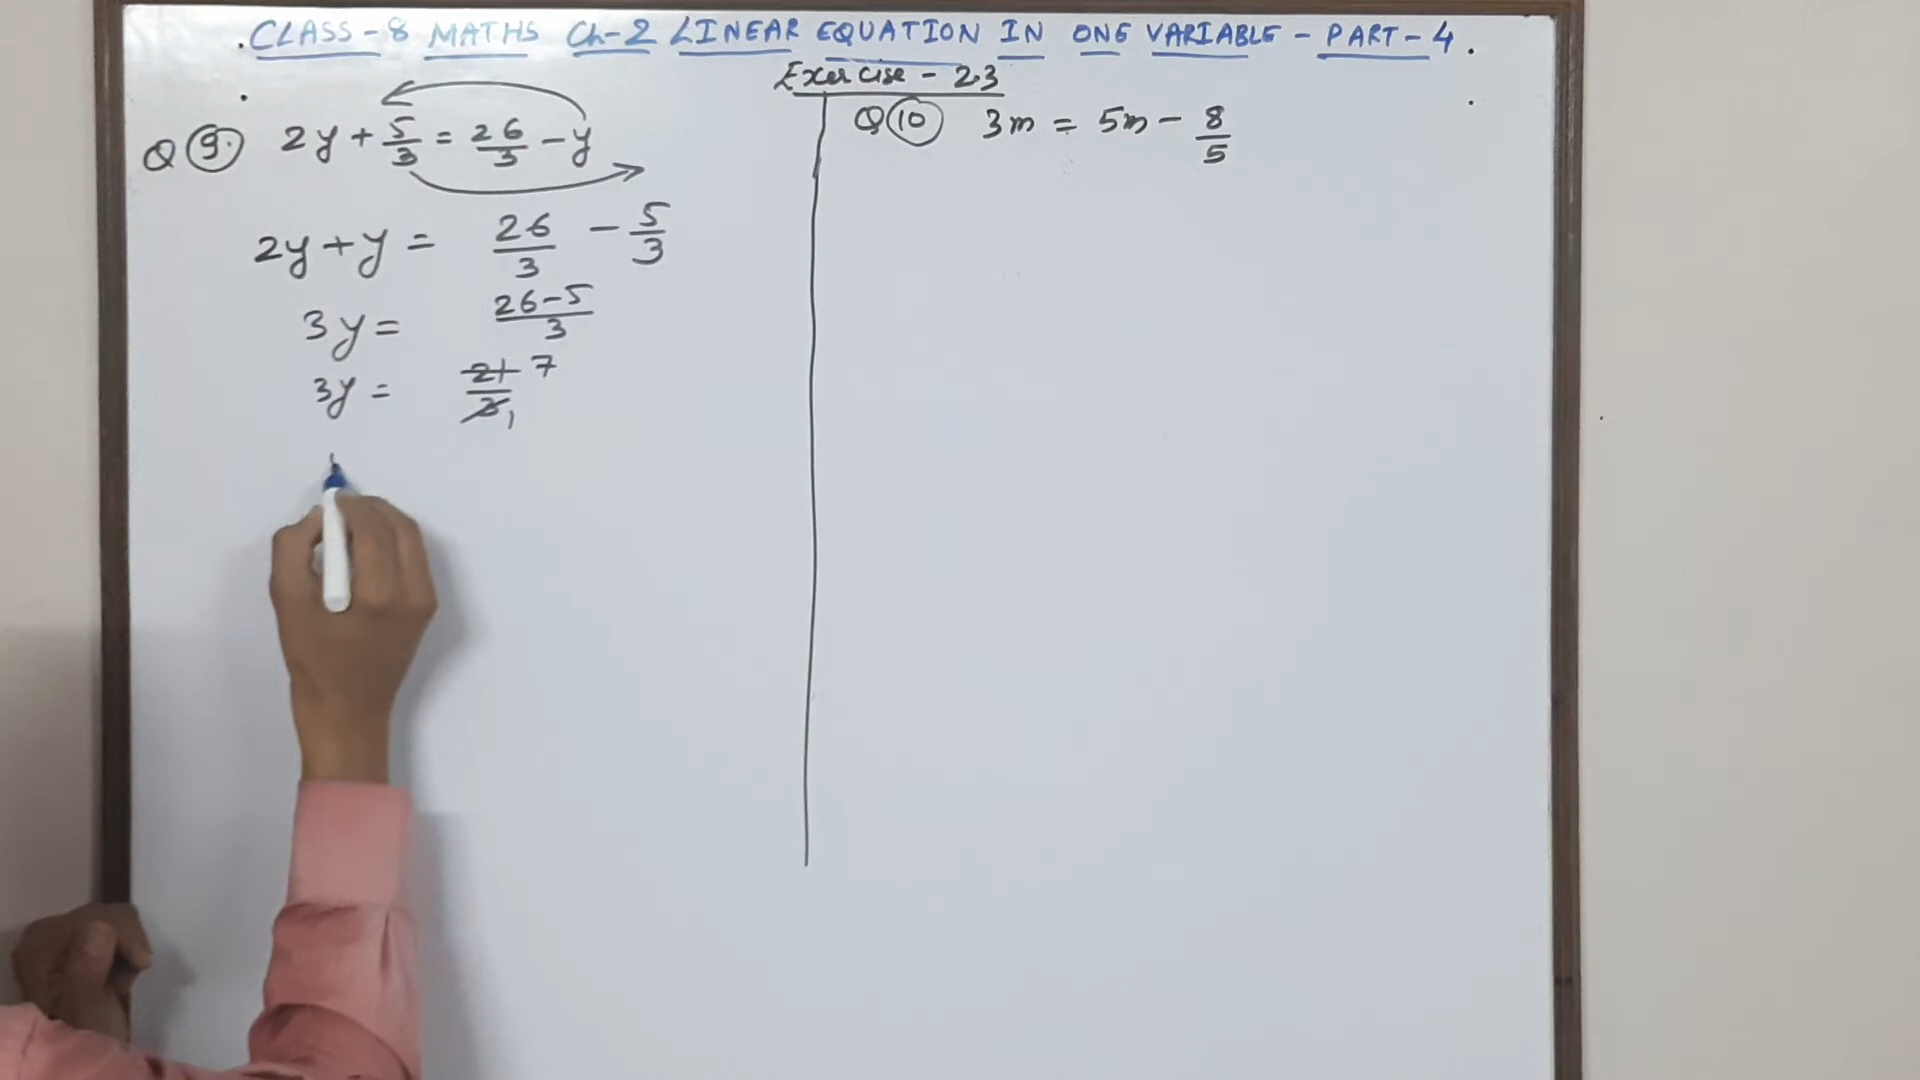 .CLASS-8 MATHS Ch-2 LINEAR EQUATION IN ONE VARIABLE - PART-4.
Exercise - 2.3
Q 9. 2y + 5/3 = 26/3 - y
2y + y = 26/3 - 5/3
3y = 26-5/3
3y = 21/3 7 1
Q 10 3m = 5m - 8/5